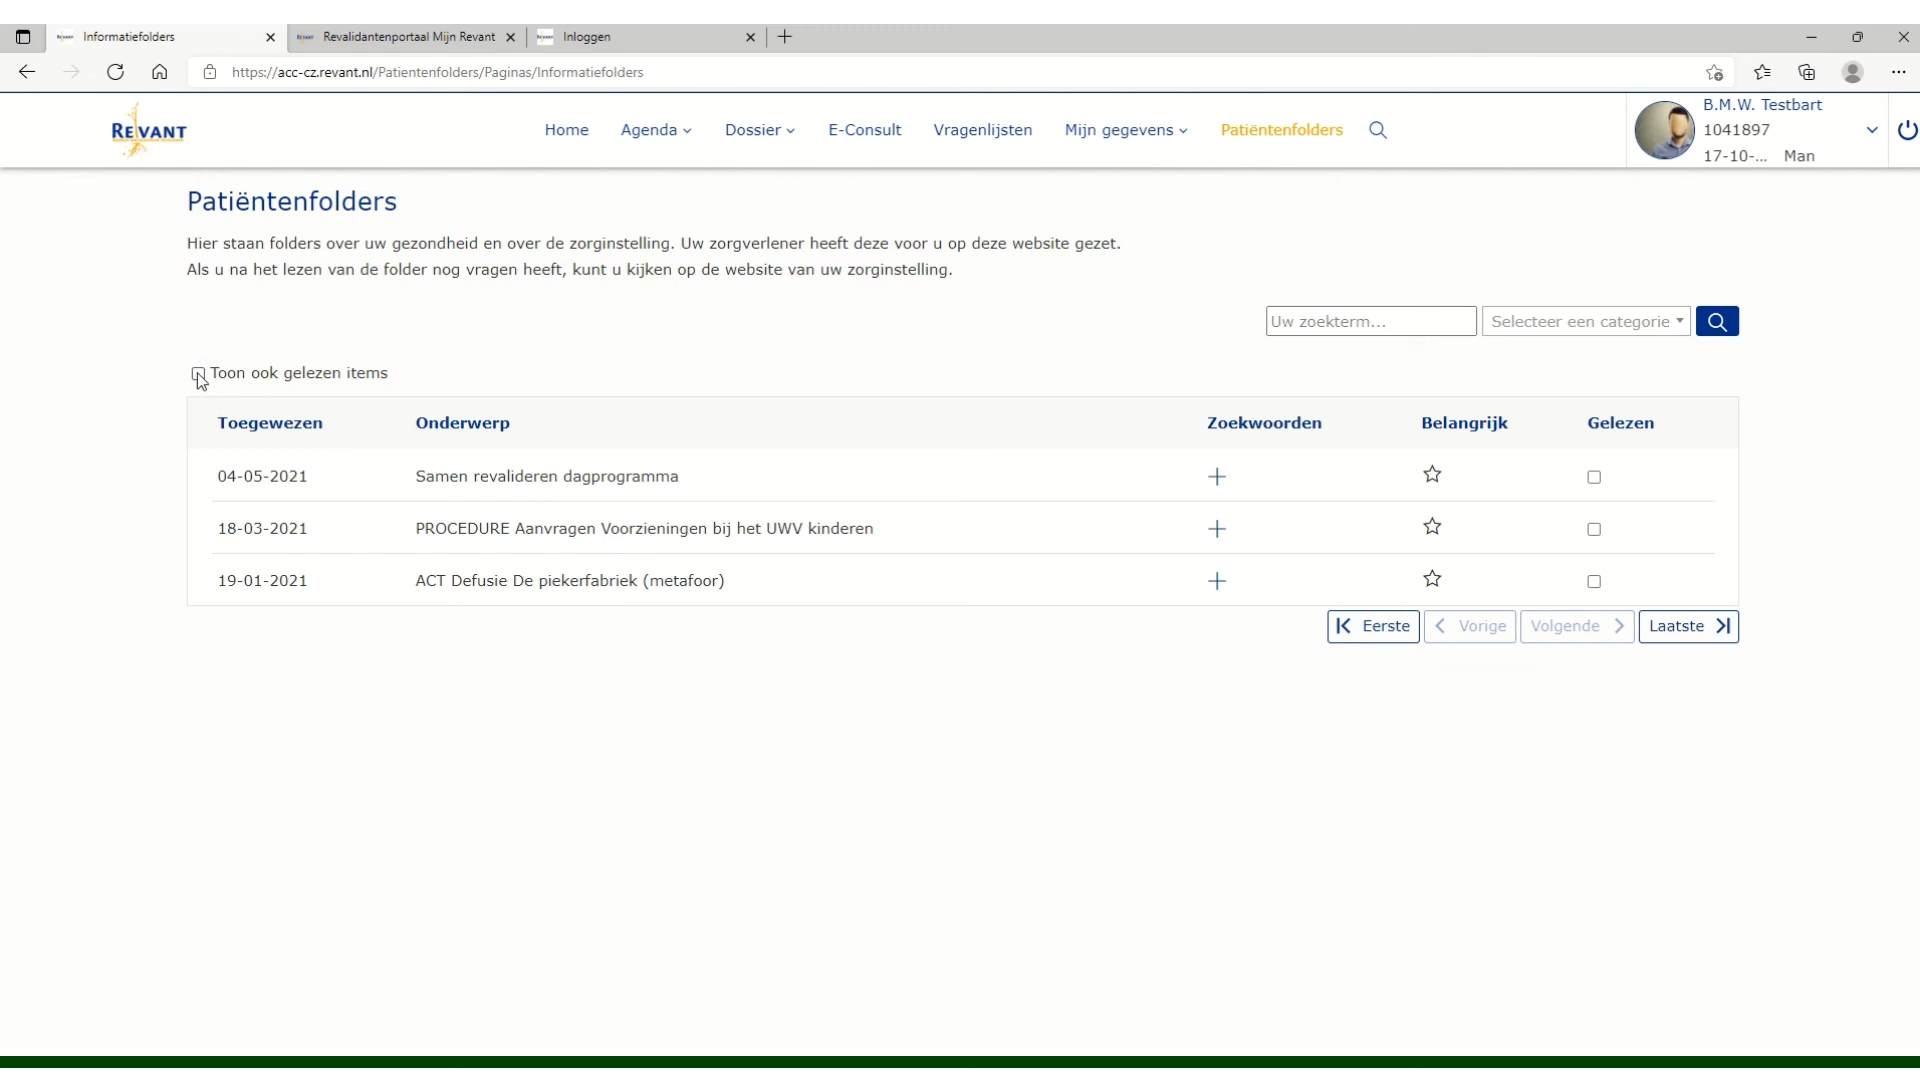 Informatiefolders
Revalidantenportaal Mijn Revant
Inloggen
https://acc-cz.revant.nl/Patientenfolders/Paginas/Informatiefolders
REVANT
Home
Agenda
Dossier
E-Consult
Vragenlijsten
Mijn gegevens
Patiëntenfolders
B.M.W. Testbart
1041897
17-10-... Man
Patiëntenfolders
Hier staan folders over uw gezondheid en over de zorginstelling. Uw zorgverlener heeft deze voor u op deze website gezet.
Als u na het lezen van de folder nog vragen heeft, kunt u kijken op de website van uw zorginstelling.
Uw zoekterm... Selecteer een categorie
Toon ook gelezen items
Toegewezen Onderwerp Zoekwoorden Belangrijk Gelezen
04-05-2021 Samen revalideren dagprogramma
18-03-2021 PROCEDURE Aanvragen Voorzieningen bij het UWV kinderen
19-01-2021 ACT Defusie De piekerfabriek (metafoor)
Eerste Vorige Volgende Laatste